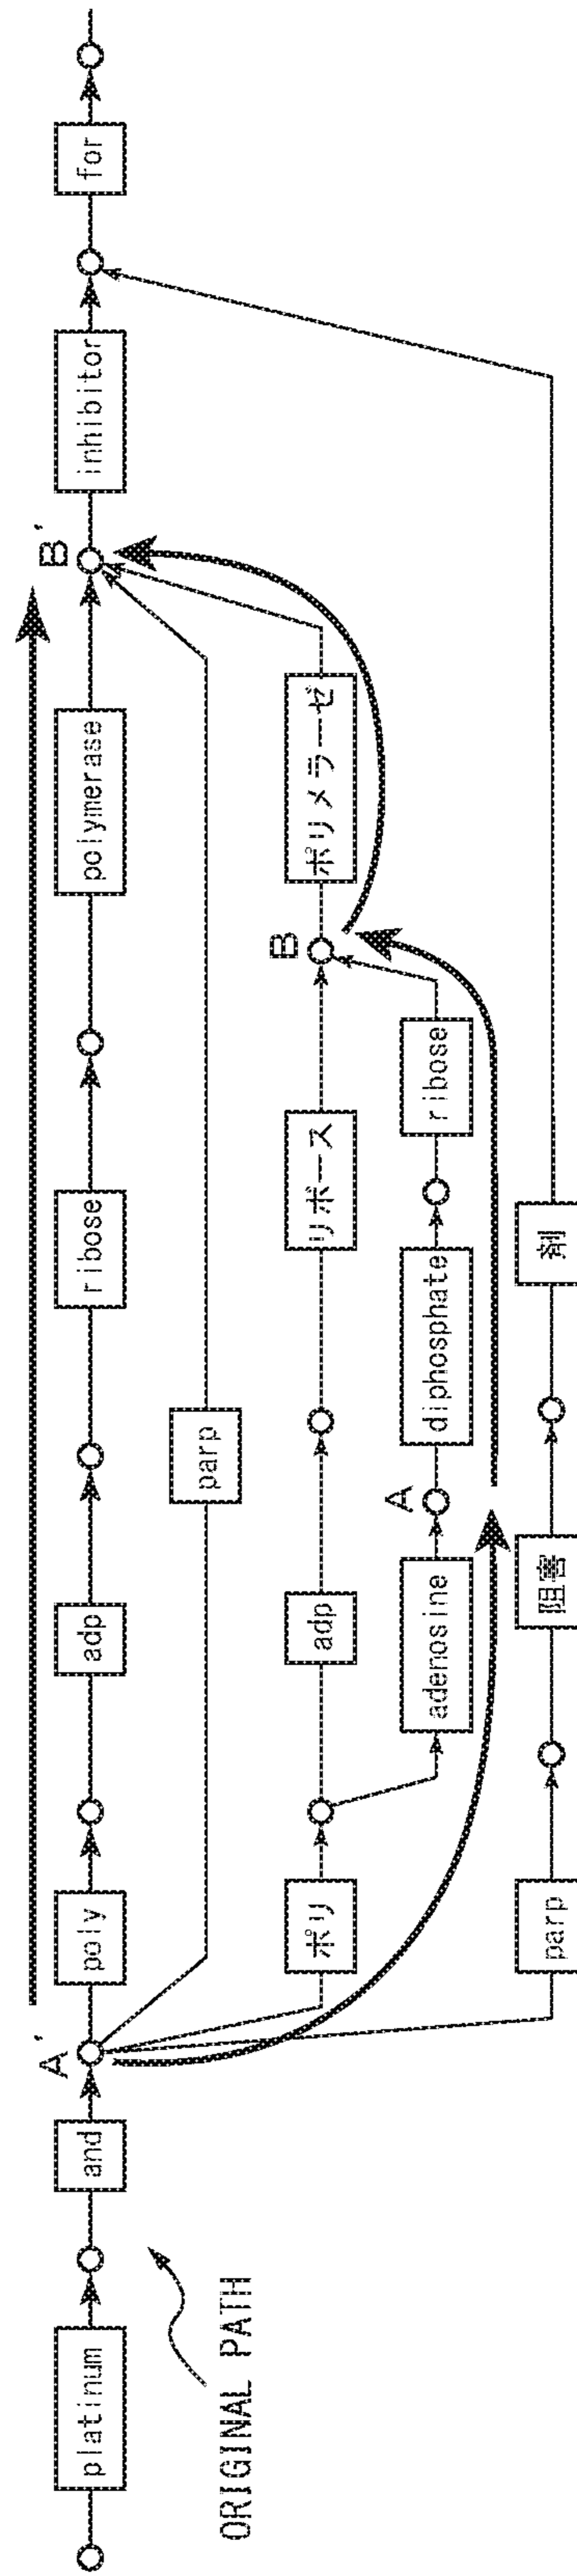 platinum
and
A´
poly
adp
ribose
polymerase
B´
inhibitor
for
ORIGINAL PATH
parp
ポリ
adp
リボース
B
ポリメラーゼ
adenosine
A
diphosphate
ribose
parp
阻害
剤